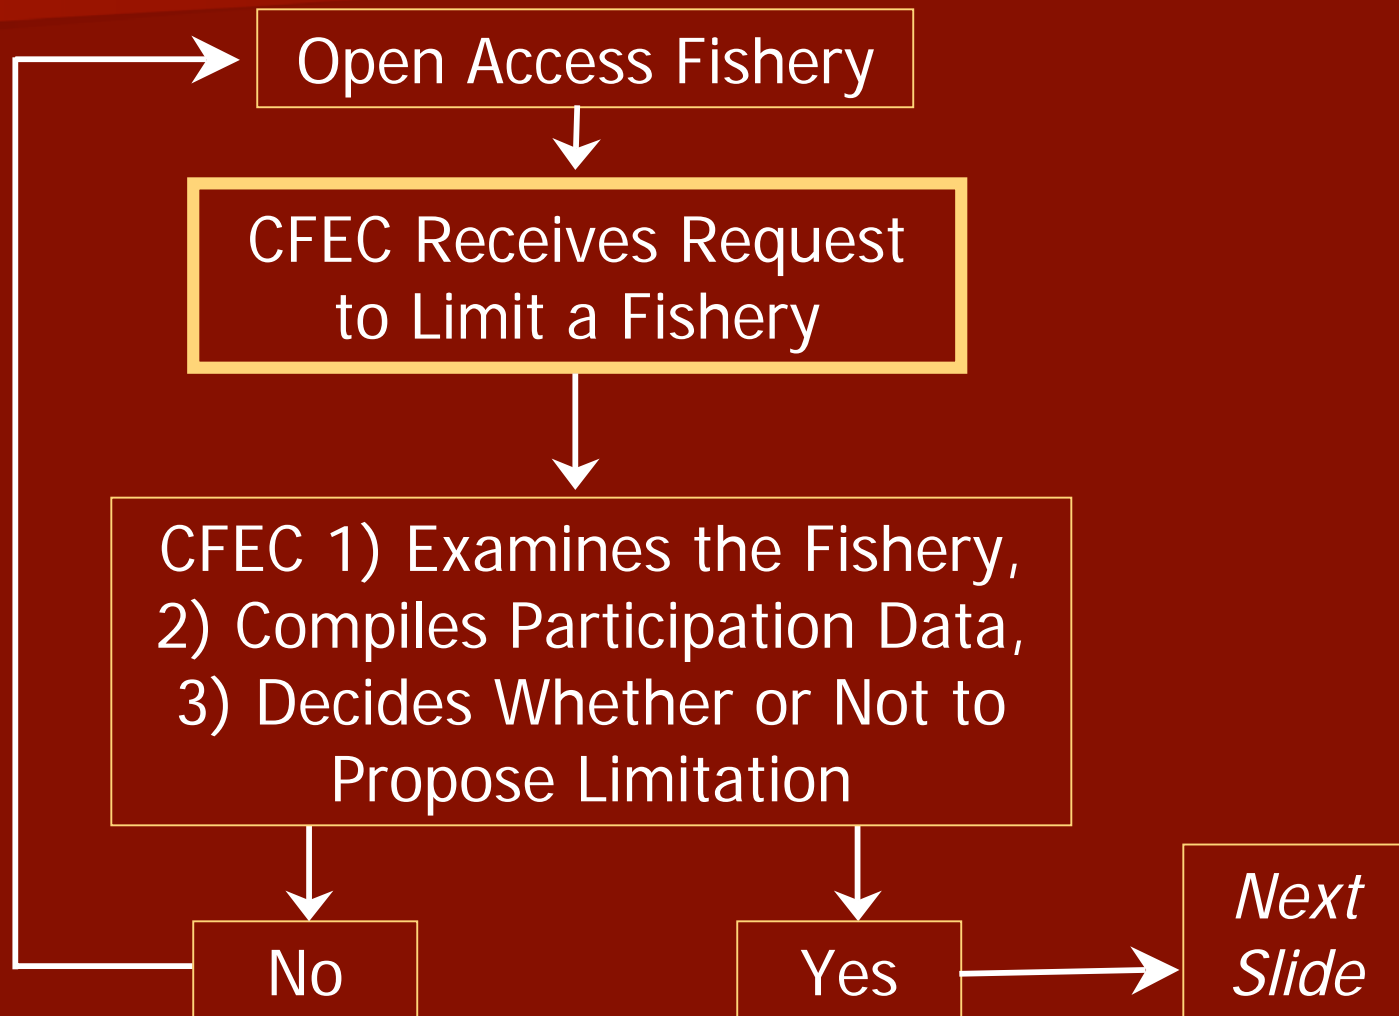 Open Access Fishery
CFEC Receives Request
to Limit a Fishery
CFEC 1) Examines the Fishery,
2) Compiles Participation Data,
3) Decides Whether or Not to
Propose Limitation
No
Yes
Next
Slide